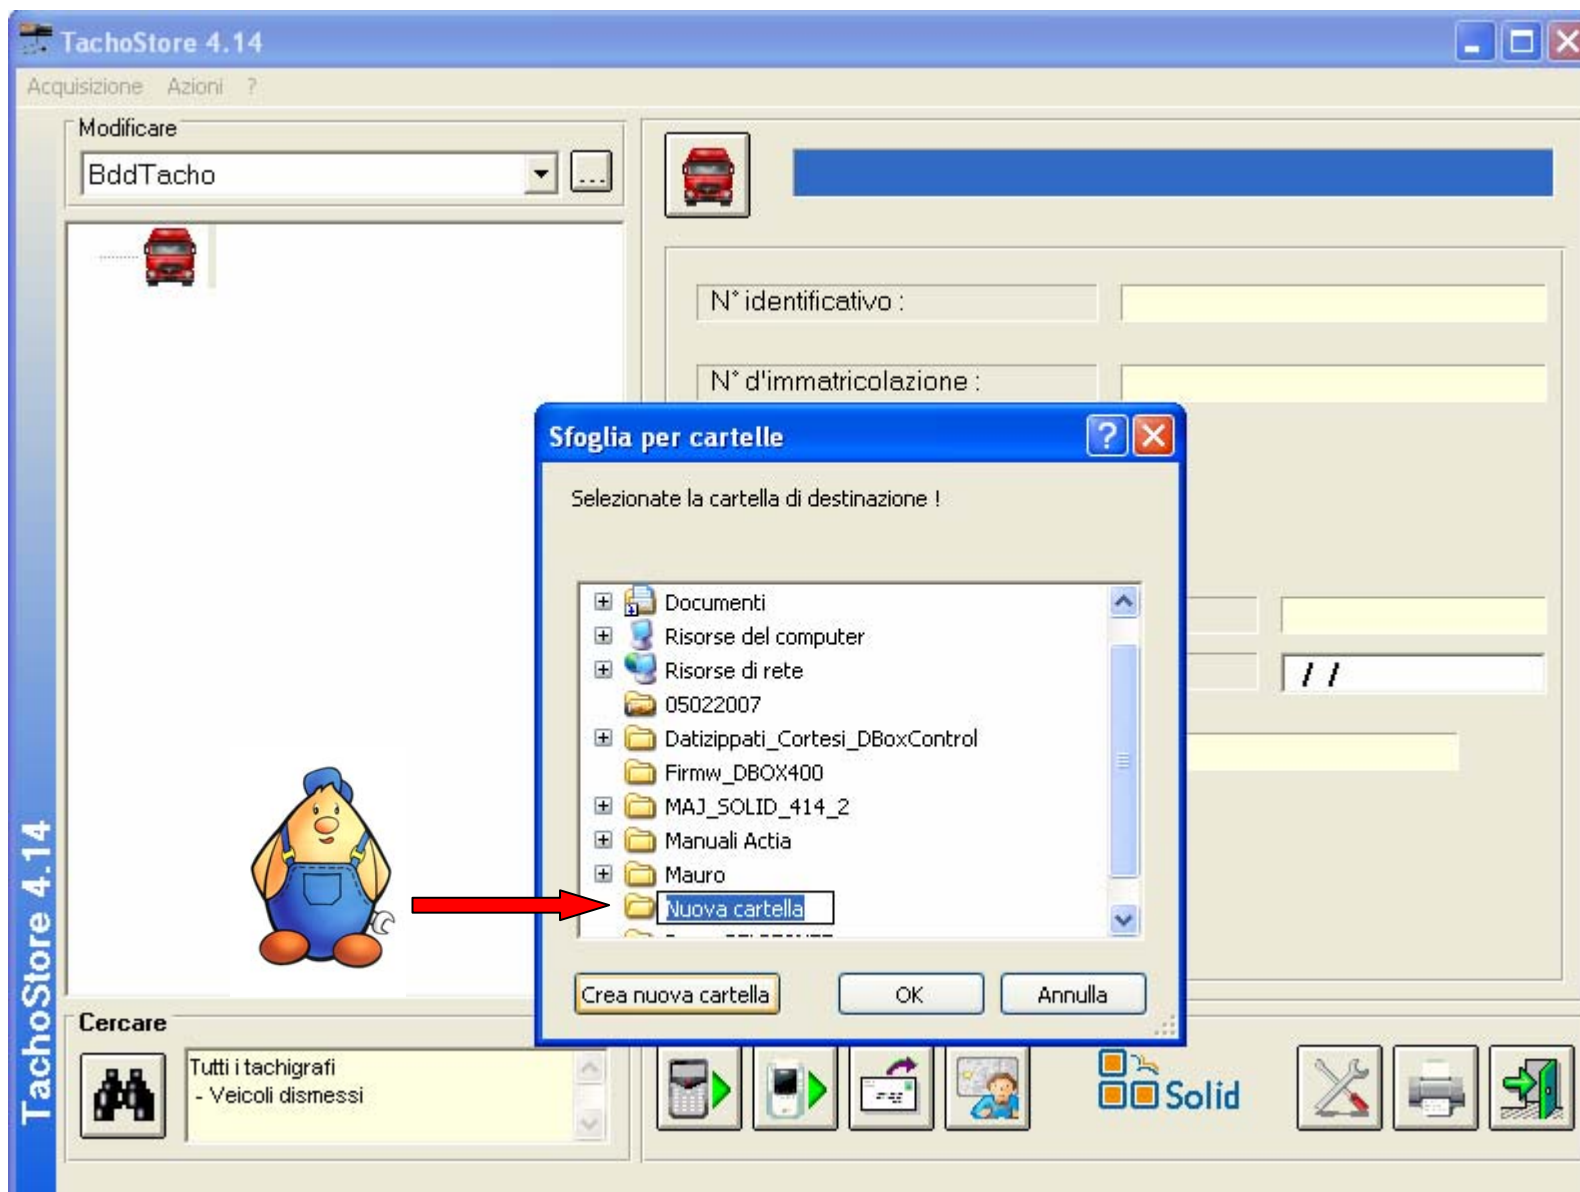 TachoStore 4.14
Acquisizione Azioni ?
Modificare
BddTacho
...
N° identificativo :
N° d'immatricolazione :
Sfoglia per cartelle
Selezionate la cartella di destinazione !
Documenti
Risorse del computer
Risorse di rete
05022007
Datizippati_Cortesi_DBoxControl
Firmw_DBOX400
MAJ_SOLID_414_2
Manuali Actia
Mauro
Nuova cartella
Crea nuova cartella OK Annulla
/ /
TachoStore 4.14
Cercare
Tutti i tachigrafi
- Veicoli dismessi
Solid